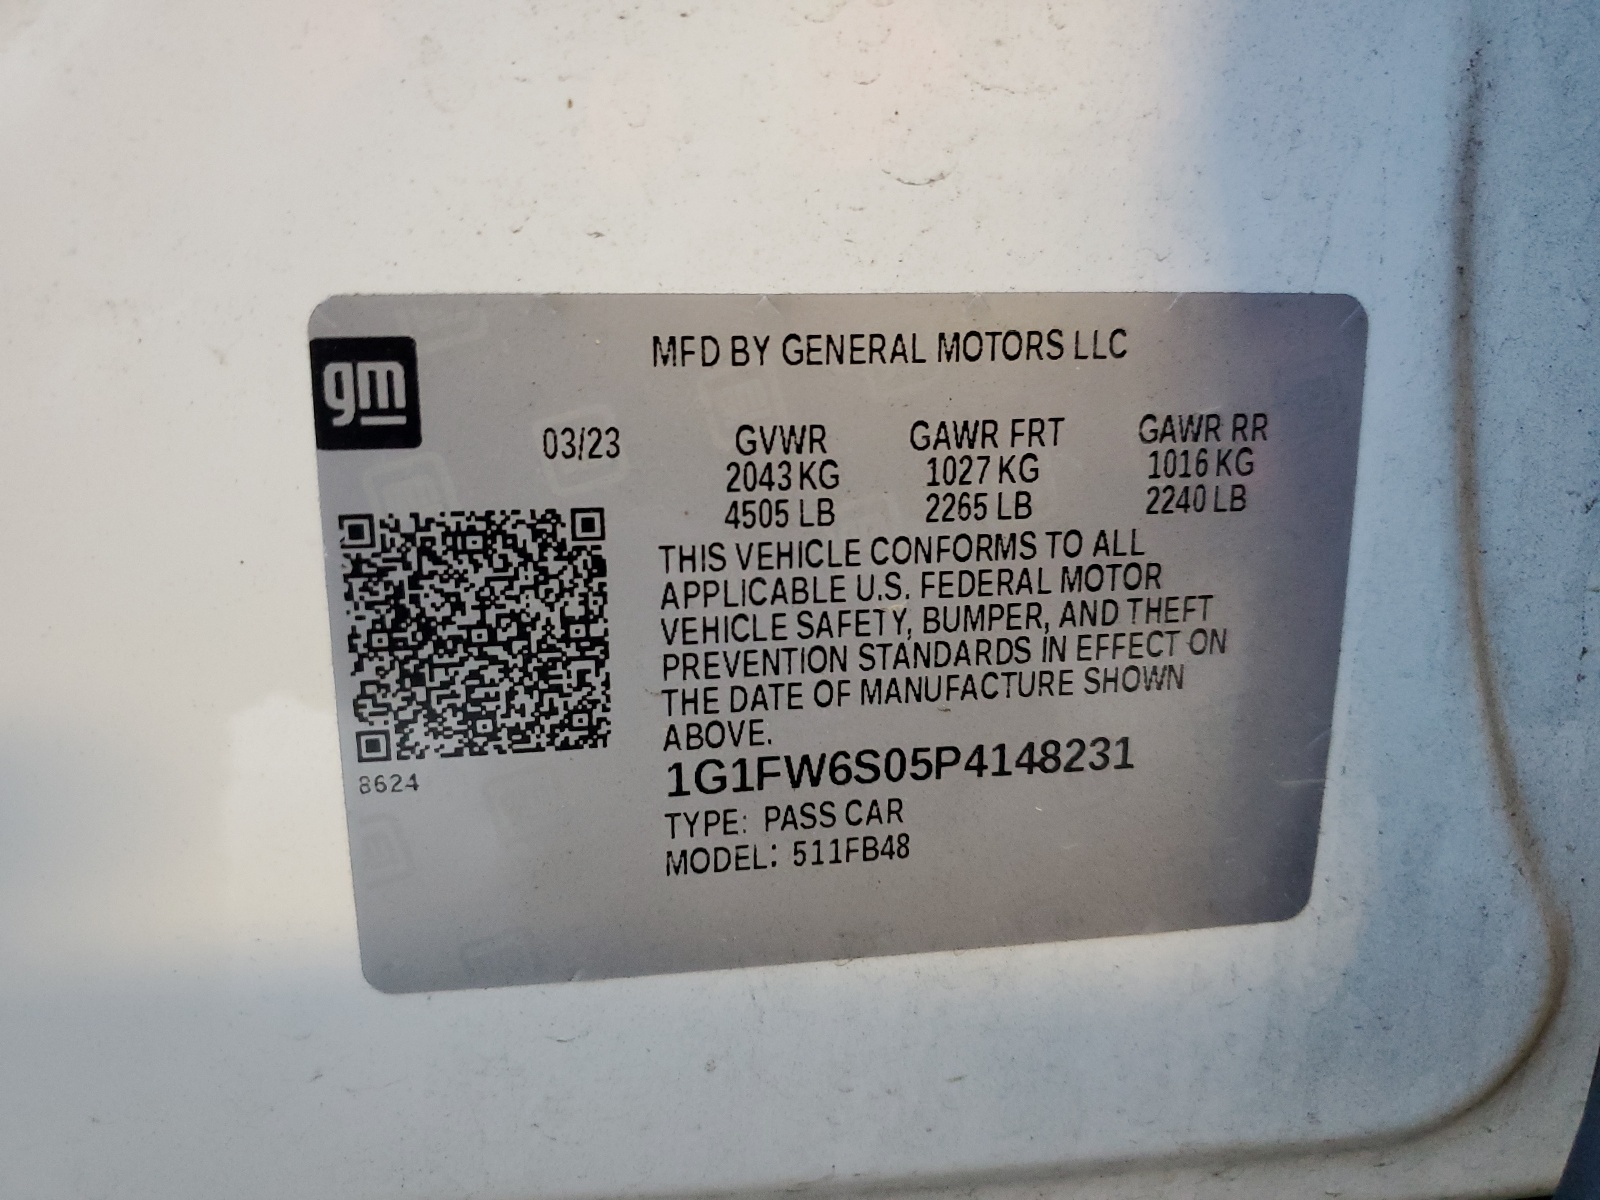 MFD BY GENERAL MOTORS LLC
gm
03/23 GVWR GAWR FRT GAWR RR
2043 KG 1027 KG 1016 KG
4505 LB 2265 LB 2240 LB
THIS VEHICLE CONFORMS TO ALL
APPLICABLE U.S. FEDERAL MOTOR
VEHICLE SAFETY, BUMPER, AND THEFT
PREVENTION STANDARDS IN EFFECT ON
THE DATE OF MANUFACTURE SHOWN
ABOVE.
8624
1G1FW6S05P4148231
TYPE: PASS CAR
MODEL: 511FB48